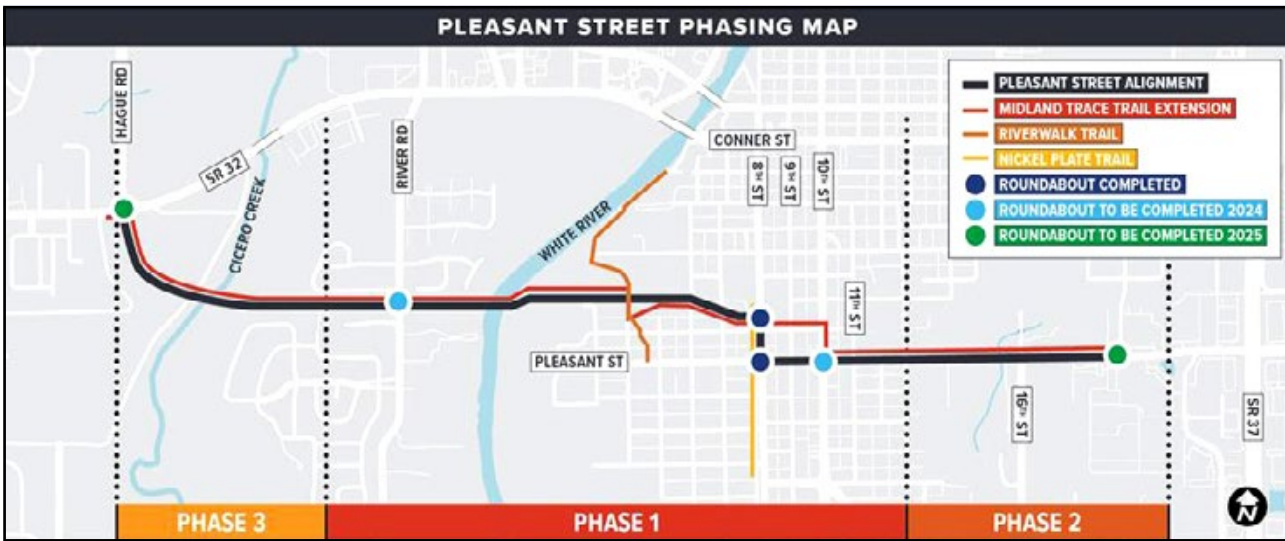 PLEASANT STREET PHASING MAP
HAGUE RD
SR 32
CICERO CREEK
RIVER RD
WHITE RIVER
CONNER ST
8TH ST
9TH ST
10TH ST
11TH ST
PLEASANT ST
16TH ST
SR 37
PLEASANT STREET ALIGNMENT
MIDLAND TRACE TRAIL EXTENSION
RIVERWALK TRAIL
NICKEL PLATE TRAIL
ROUNDABOUT COMPLETED
ROUNDABOUT TO BE COMPLETED 2024
ROUNDABOUT TO BE COMPLETED 2025
PHASE 3
PHASE 1
PHASE 2
N